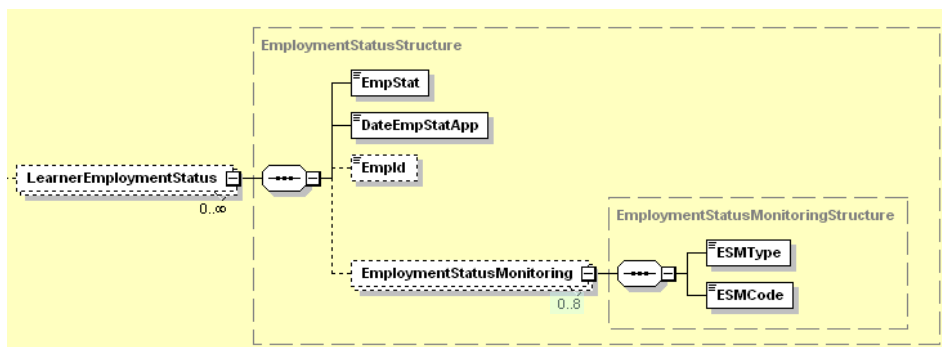 EmploymentStatusStructure
EmpStat
DateEmpStatApp
EmpId
LearnerEmploymentStatus
0..∞
EmploymentStatusMonitoringStructure
ESMType
EmploymentStatusMonitoring
0..8
ESMCode